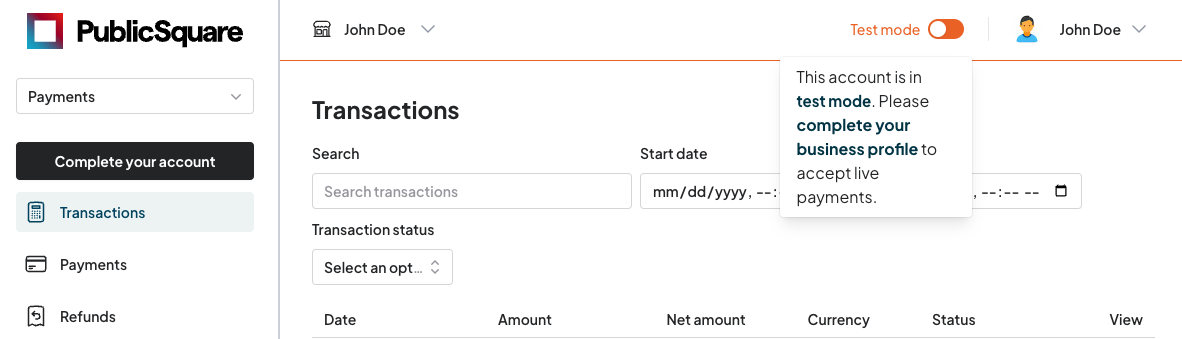 PublicSquare
Payments
Complete your account
Transactions
Payments
Refunds
John Doe
Test mode
John Doe
This account is in
test mode. Please
complete your
business profile to
accept live
payments.
Transactions
Search
Search transactions
Start date
mm/dd/yyyy, --:-
, --:-- --
Transaction status
Select an opt...
Date Amount Net amount Currency Status View